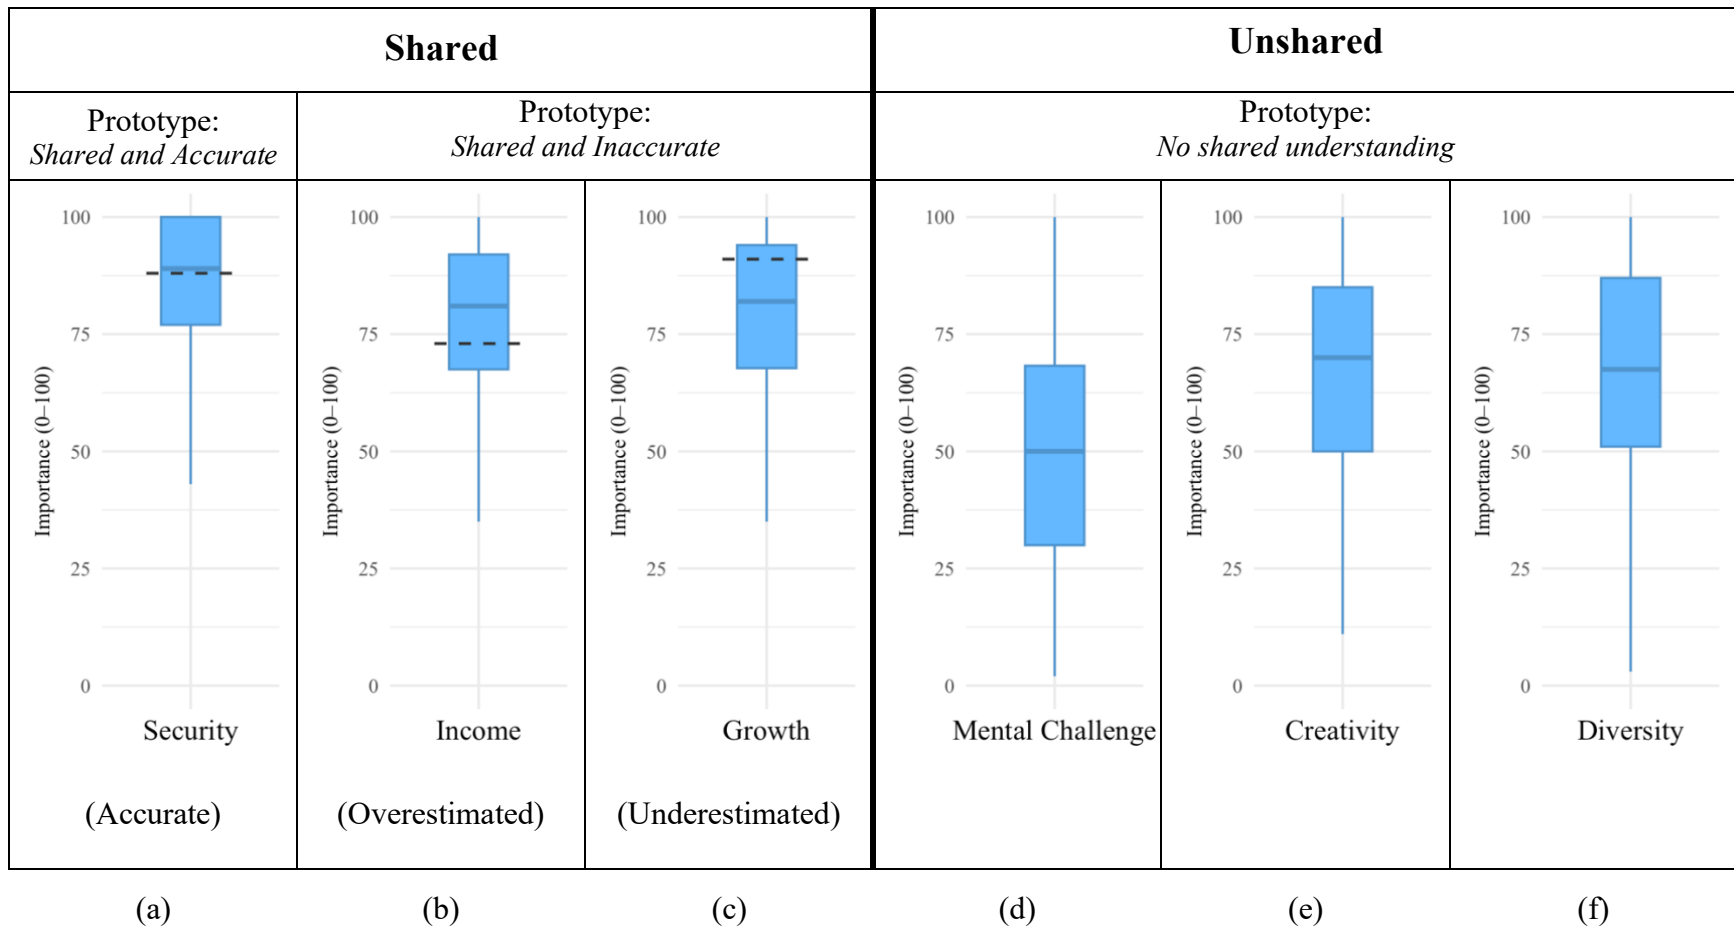 Shared
Unshared
Prototype:
Shared and Accurate
Prototype:
Shared and Inaccurate
Prototype:
No shared understanding
Importance (0–100)
100
75
50
25
0
Security
(Accurate)
Importance (0–100)
100
75
50
25
0
Income
(Overestimated)
Importance (0–100)
100
75
50
25
0
Growth
(Underestimated)
Importance (0–100)
100
75
50
25
0
Mental Challenge
Importance (0–100)
100
75
50
25
0
Creativity
Importance (0–100)
100
75
50
25
0
Diversity
(a)
(b)
(c)
(d)
(e)
(f)